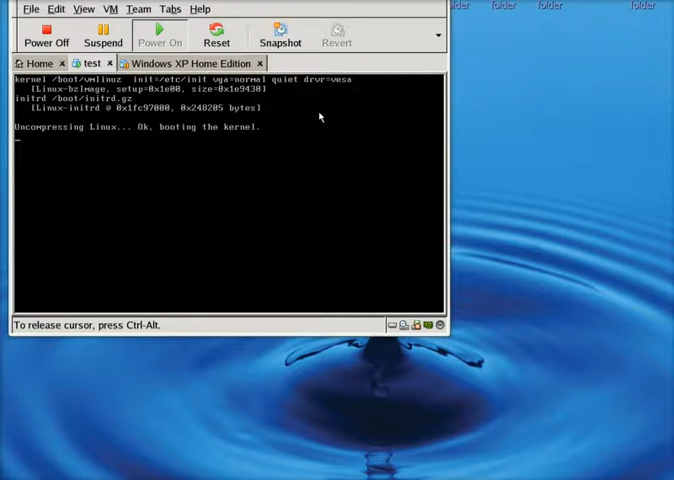 File Edit View VM Team Tabs Help
folder folder folder
Power Off Suspend Power On Reset Snapshot Revert
Home x test x Windows XP Home Edition x
kernel /boot/vmlinuz init=/etc/init vga=normal quiet drvr=vesa
[Linux-bzImage, setup=0x1e00, size=0x1e9430]
initrd /boot/initrd.gz
[Linux-initrd @ 0x1fc97000, 0x248205 bytes]
Uncompressing Linux... Ok, booting the kernel.
To release cursor, press Ctrl-Alt.